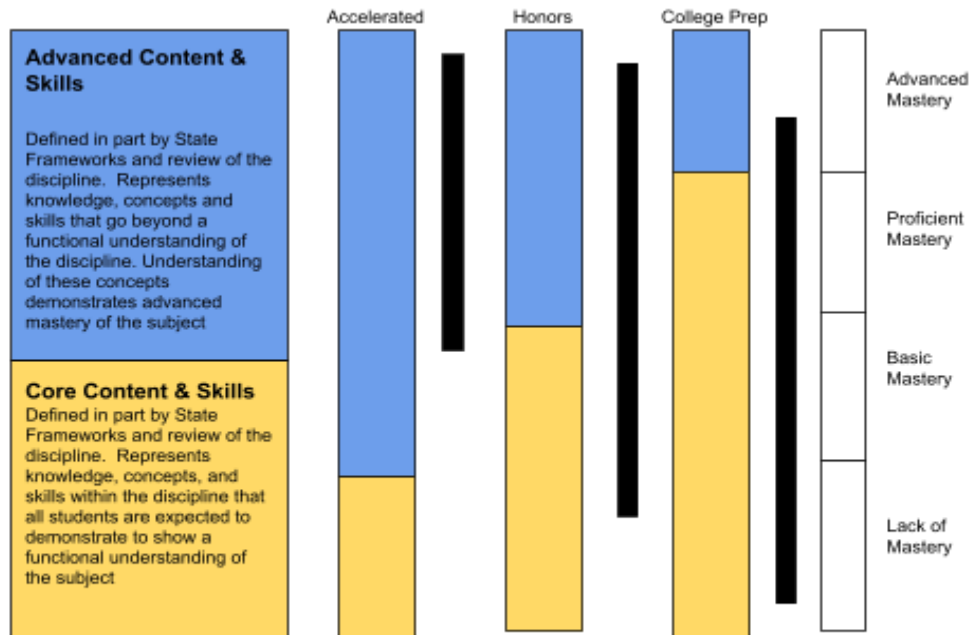 Accelerated
Honors
College Prep
Advanced Content &
Skills
Defined in part by State
Frameworks and review of the
discipline.  Represents
knowledge, concepts and
skills that go beyond a
functional understanding of
the discipline. Understanding
of these concepts
demonstrates advanced
mastery of the subject
Core Content & Skills
Defined in part by State
Frameworks and review of the
discipline.  Represents
knowledge, concepts, and
skills within the discipline that
all students are expected to
demonstrate to show a
functional understanding of
the subject
Advanced
Mastery
Proficient
Mastery
Basic
Mastery
Lack of
Mastery